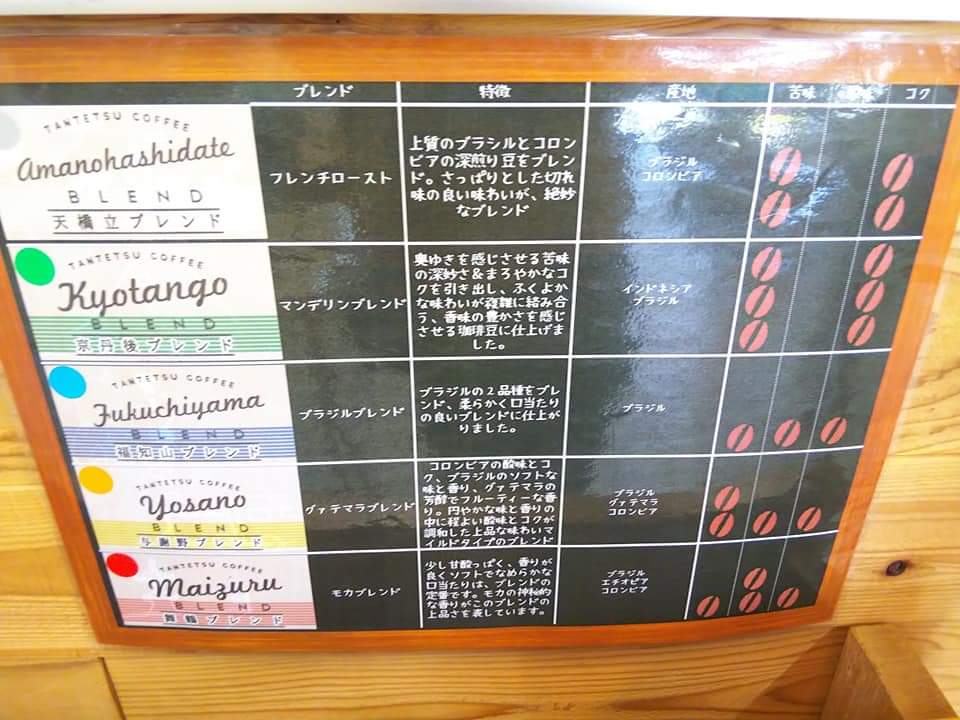 ブレンド 特徴 産地 苦味 コク
TANTETSU COFFEE
Amanohashidate
BLEND
天橋立ブレンド
フレンチロースト
上質のブラジルとコロン
ビアの深煎り豆をブレン
ド。さっぱりとした切れ
味の良い味わいが、絶妙
なブレンド
ブラジル
コロンビア
TANTETSU COFFEE
Kyotango
BLEND
京丹後ブレンド
マンデリンブレンド
奥ゆきを感じさせる苦味
の深妙さ&まろやかなコ
クを引き出し、ふくよか
な味わいが複雑に絡み合
う、香味の豊かさを感じ
させる珈琲豆に仕上げま
した。
インドネシア
ブラジル
TANTETSU COFFEE
Fukuchiyama
BLEND
福知山ブレンド
ブラジルブレンド
ブラジルの2品種をブレ
ンド、柔らかく口当たり
の良いブレンドに仕上が
りました。
ブラジル
TANTETSU COFFEE
Yosano
BLEND
与謝野ブレンド
グァテマラブレンド
コロンビアの酸味とコ
ク、ブラジルのソフト
な味と香り、グァテマラの
芳醇でフルーティーな香
り。円やかな味と香りの
中に程よい酸味とコクが
調和した上品な味わいマ
イルドタイプのブレンド
ブラジル
グァテマラ
コロンビア
TANTETSU COFFEE
Maizuru
BLEND
舞鶴ブレンド
モカブレンド
少し甘酸っぱく、香りが
良くソフトでなめらかな
口当たりは、ブレンドの
定番です。モカの神秘的
な香りがこのブレンドの
上品さを表しています。
ブラジル
エチオピア
コロンビア